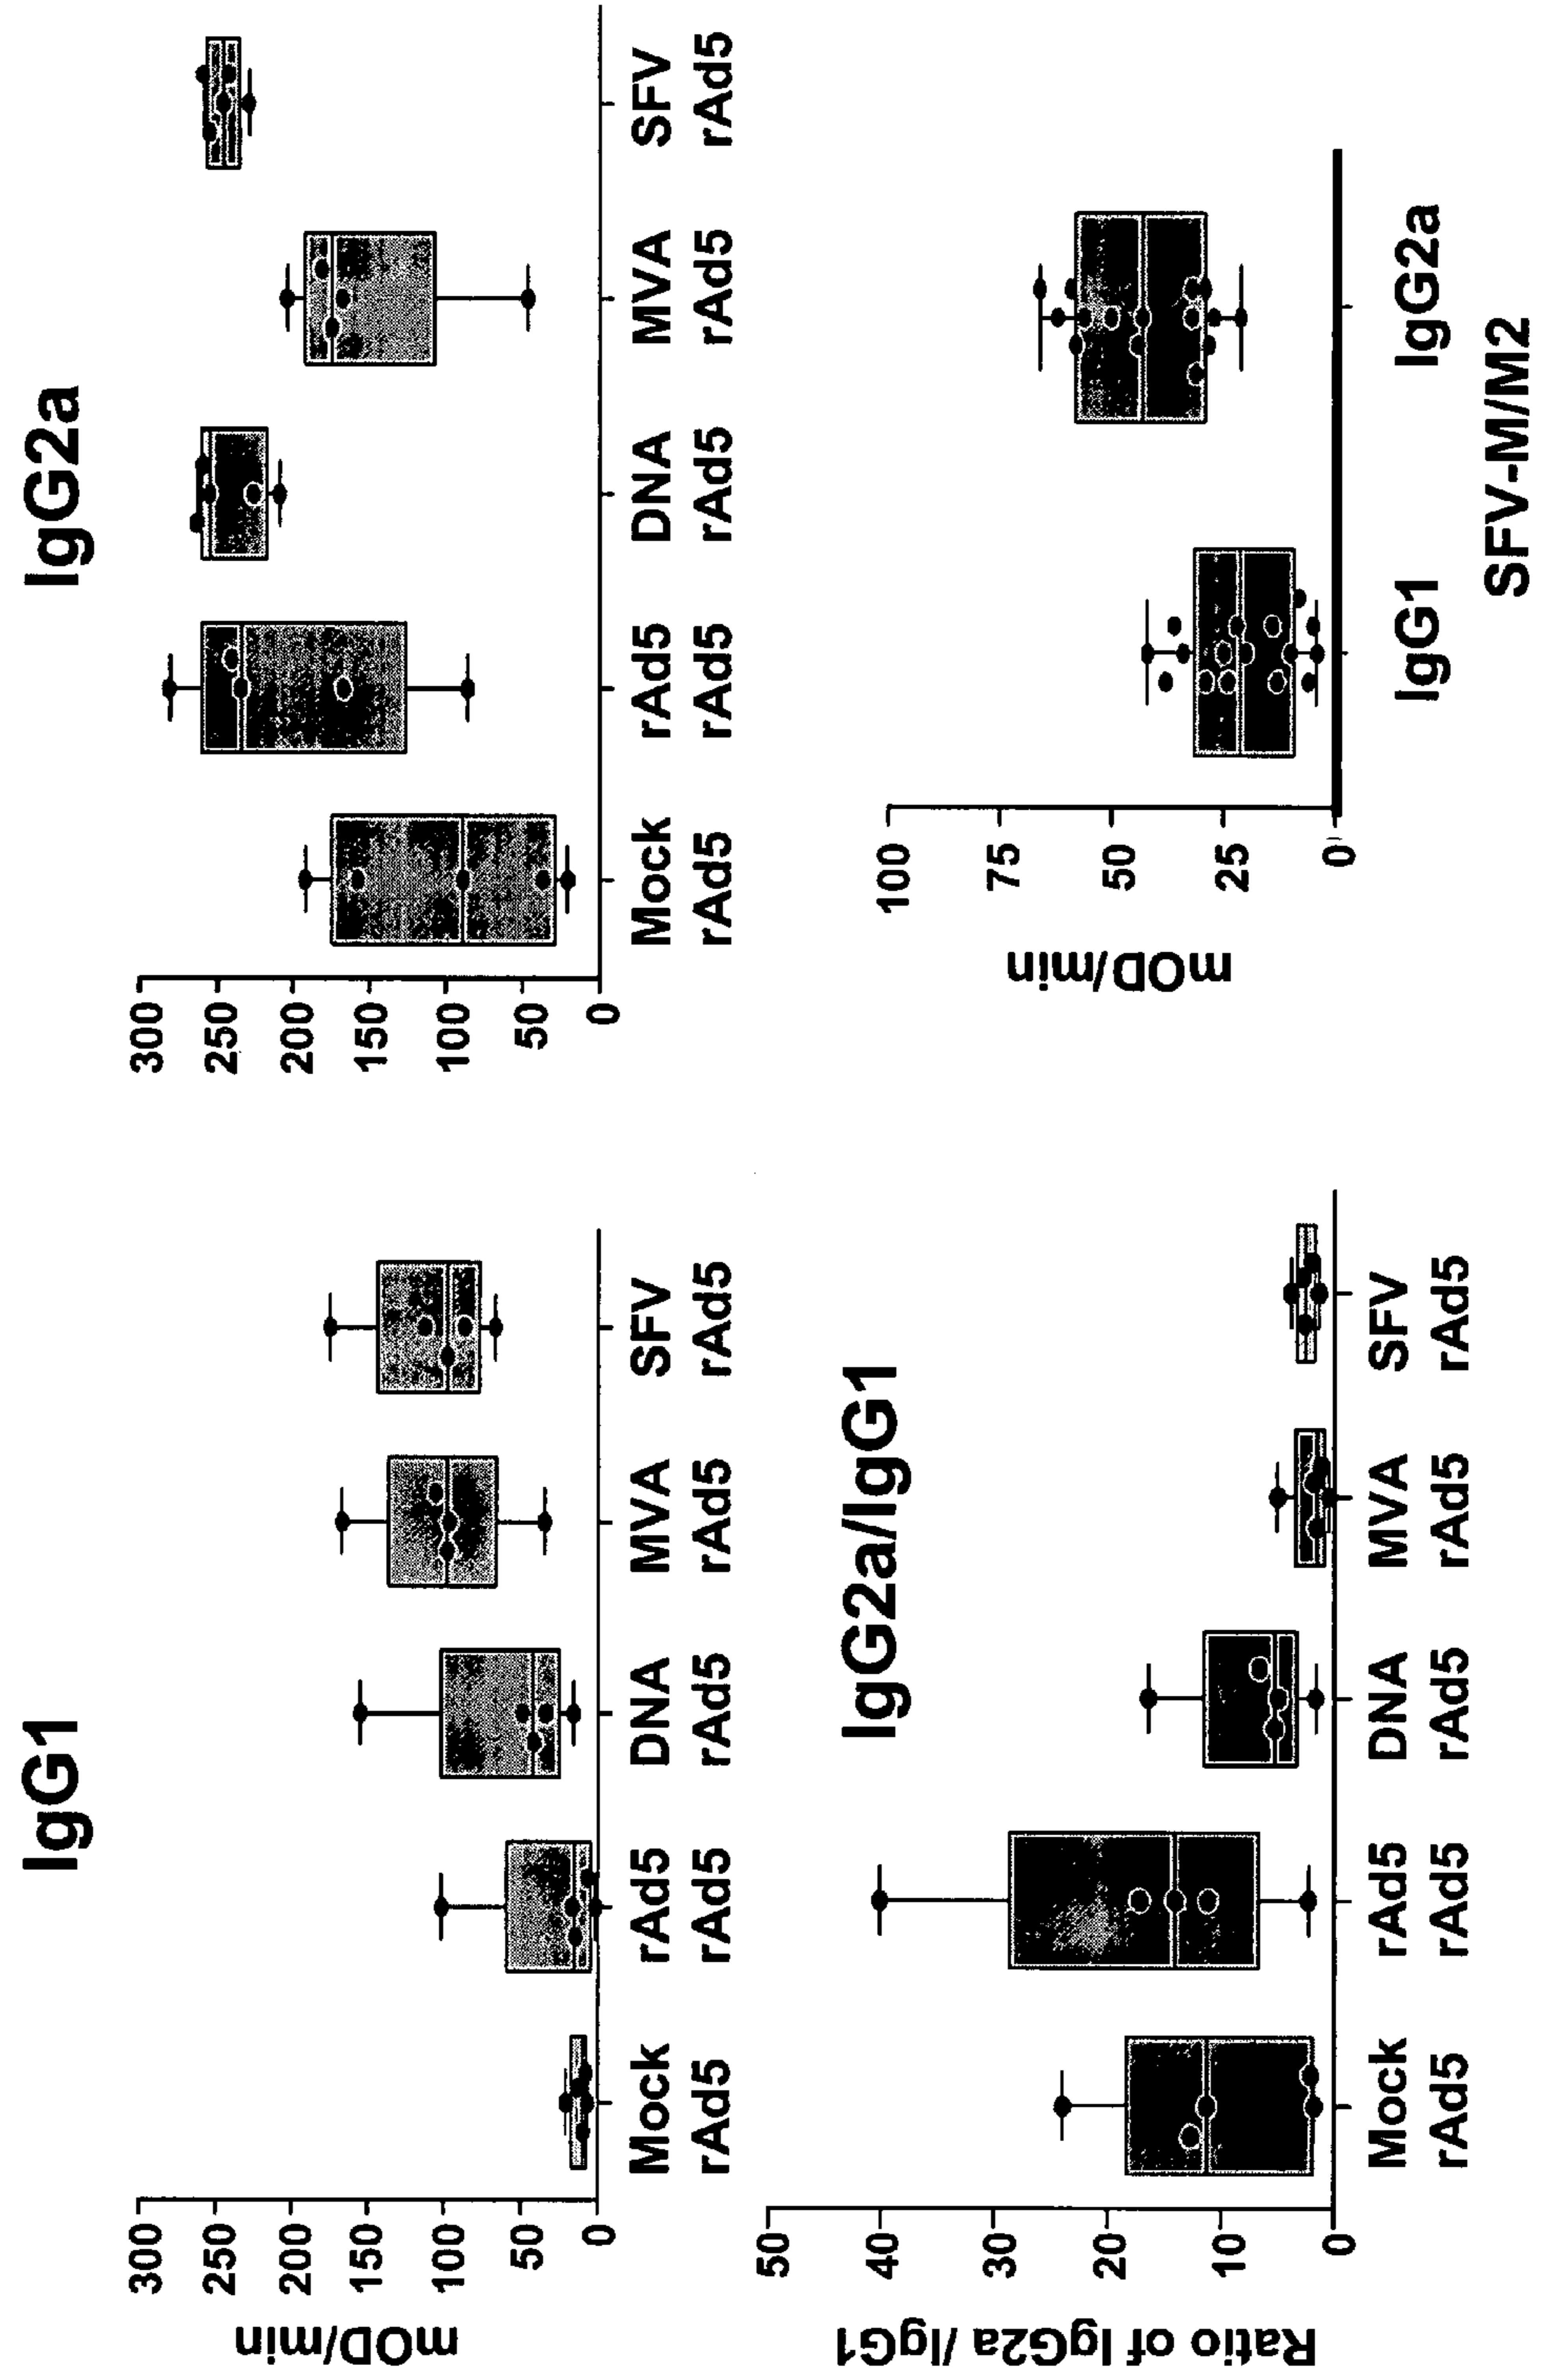 IgG1
mOD/min
300
250
200
150
100
50
0
Mock rAd5 DNA MVA SFV
rAd5 rAd5 rAd5 rAd5 rAd5
IgG2a
300
250
200
150
100
50
0
Mock rAd5 DNA MVA SFV
rAd5 rAd5 rAd5 rAd5 rAd5
IgG2a/IgG1
Ratio of IgG2a /IgG1
50
40
30
20
10
0
Mock rAd5 DNA MVA SFV
rAd5 rAd5 rAd5 rAd5 rAd5
mOD/min
100
75
50
25
0
IgG1 IgG2a
SFV-M/M2